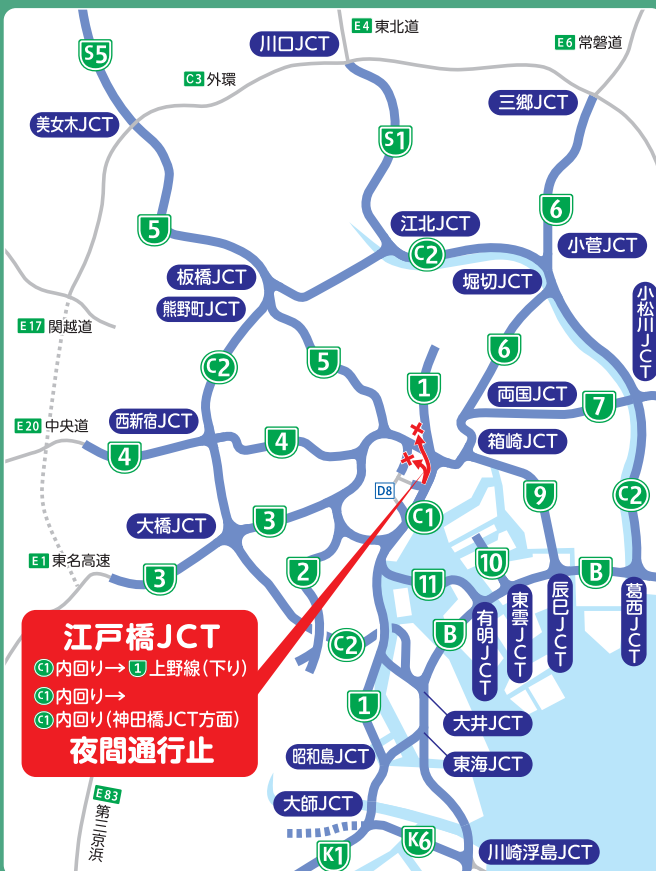 E4 東北道
川口JCT
E6 常磐道
S5
C3 外環
三郷JCT
美女木JCT
S1
6
5
江北JCT
小菅JCT
C2
板橋JCT
堀切JCT
熊野町JCT
小松川JCT
E17 関越道
6
5
C2
1
両国JCT
7
E20 中央道
西新宿JCT
4
4
箱崎JCT
D8
9
C2
大橋JCT
3
C1
E1 東名高速
3
2
11
10
B
有明JCT
東雲JCT
辰巳JCT
葛西JCT
江戸橋JCT
C1 内回り→ 1 上野線(下り)
C1 内回り→
C1 内回り(神田橋JCT方面)
夜間通行止
C2
B
1
大井JCT
昭和島JCT
東海JCT
E83 第三京浜
大師JCT
K1
K6
川崎浮島JCT